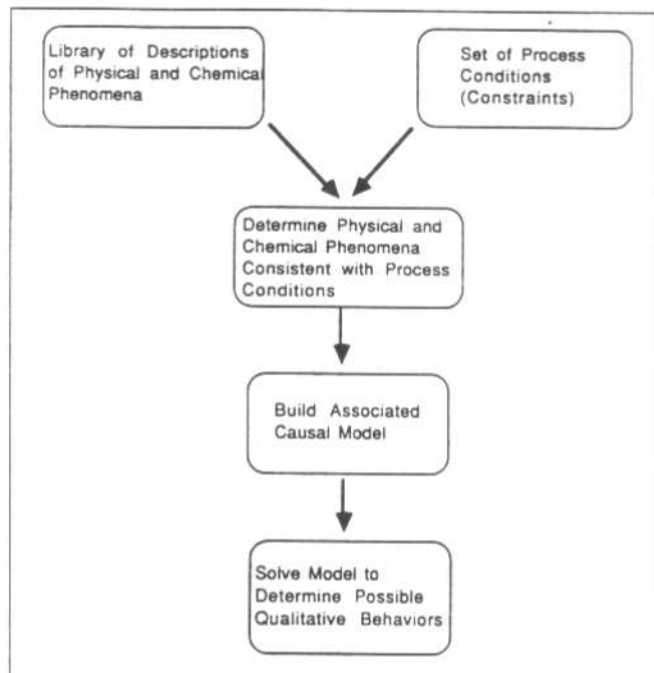 Library of Descriptions
of Physical and Chemical
Phenomena
Set of Process
Conditions
(Constraints)
Determine Physical and
Chemical Phenomena
Consistent with Process
Conditions
Build Associated
Causal Model
Solve Model to
Determine Possible
Qualitative Behaviors